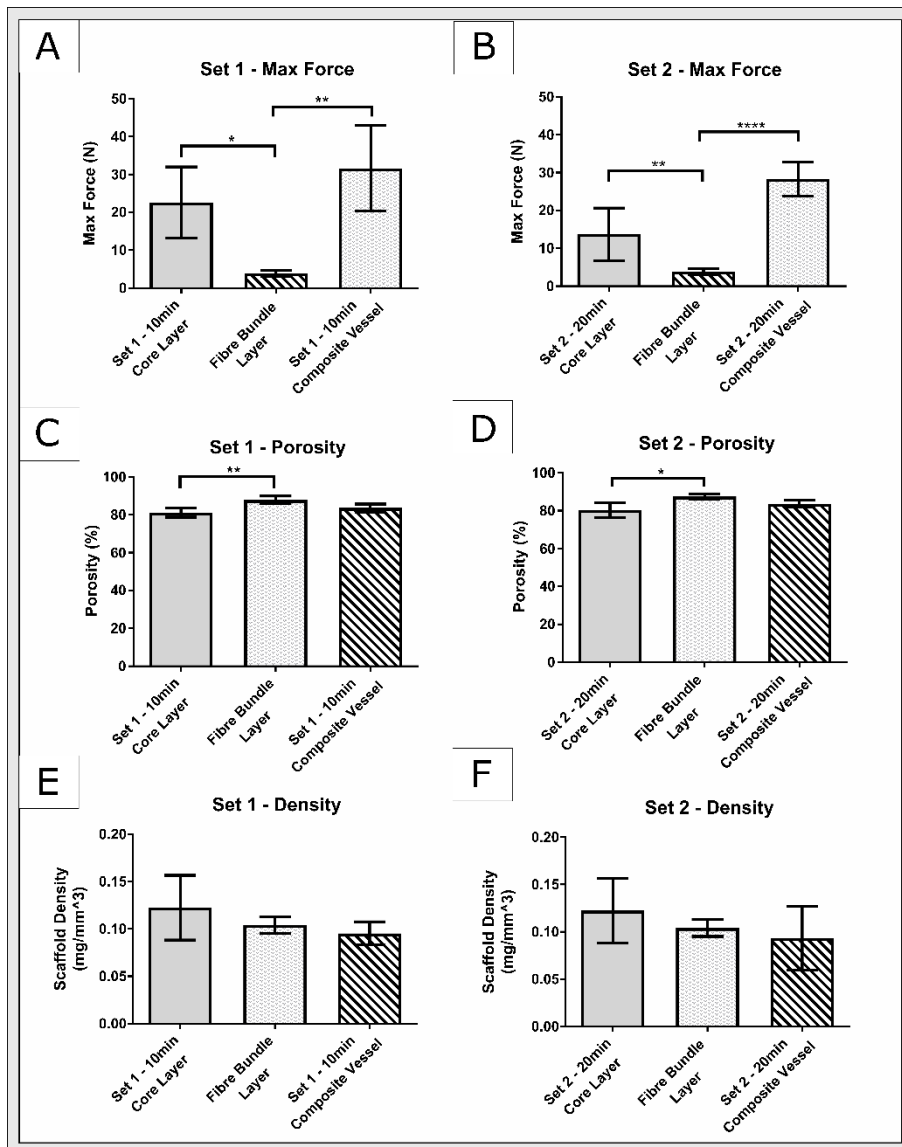 A
Set 1 - Max Force
Max Force (N)
50
40
30
20
10
0
*
**
Set 1 - 10min
Core Layer
Fibre Bundle
Layer
Set 1 - 10min
Composite Vessel
B
Set 2 - Max Force
Max Force (N)
50
40
30
20
10
0
**
****
Set 2 - 20min
Core Layer
Fibre Bundle
Layer
Set 2 - 20min
Composite Vessel
C
Set 1 - Porosity
Porosity (%)
100
80
60
40
20
0
**
Set 1 - 10min
Core Layer
Fibre Bundle
Layer
Set 1 - 10min
Composite Vessel
D
Set 2 - Porosity
Porosity (%)
100
80
60
40
20
0
*
Set 2 - 20min
Core Layer
Fibre Bundle
Layer
Set 2 - 20min
Composite Vessel
E
Set 1 - Density
Scaffold Density
(mg/mm^3)
0.20
0.15
0.10
0.05
0.00
Set 1 - 10min
Core Layer
Fibre Bundle
Layer
Set 1 - 10min
Composite Vessel
F
Set 2 - Density
Scaffold Density
(mg/mm^3)
0.20
0.15
0.10
0.05
0.00
Set 2 - 20min
Core Layer
Fibre Bundle
Layer
Set 2 - 20min
Composite Vessel